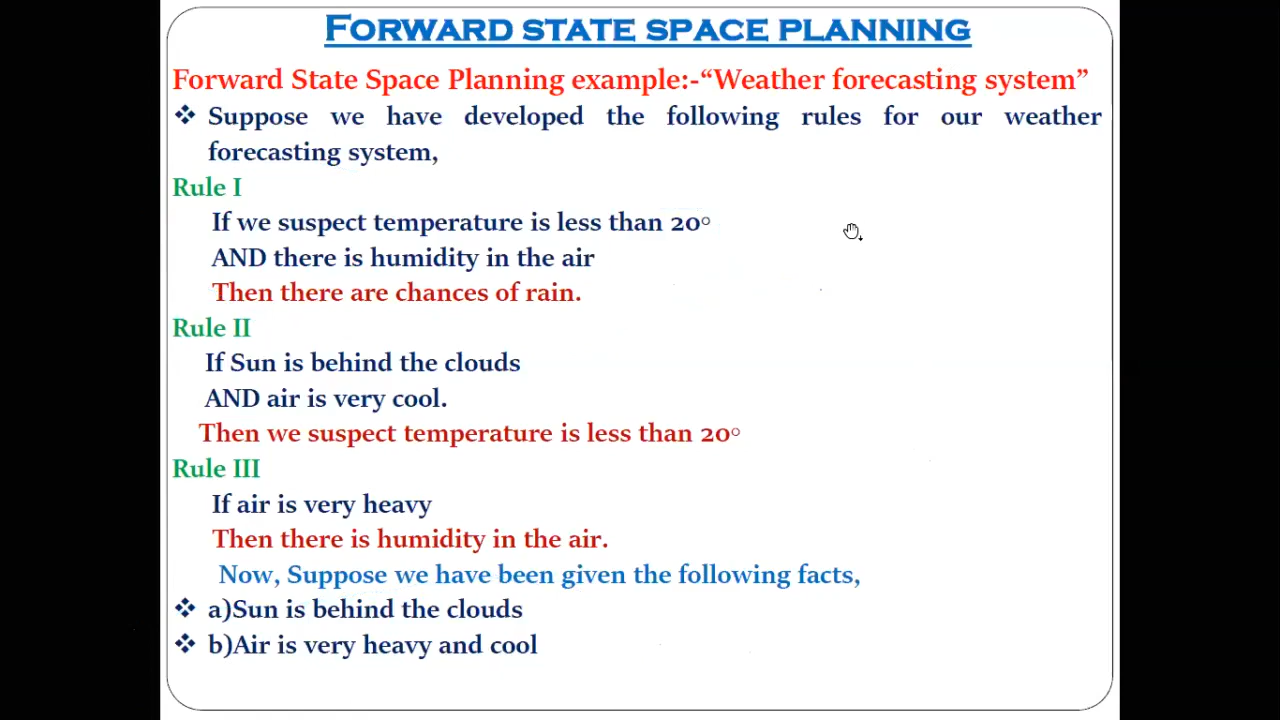 FORWARD STATE SPACE PLANNING
Forward State Space Planning example:-“Weather forecasting system”
❖ Suppose we have developed the following rules for our weather
forecasting system,
Rule I
If we suspect temperature is less than 20°
AND there is humidity in the air
Then there are chances of rain.
Rule II
If Sun is behind the clouds
AND air is very cool.
Then we suspect temperature is less than 20°
Rule III
If air is very heavy
Then there is humidity in the air.
Now, Suppose we have been given the following facts,
❖ a)Sun is behind the clouds
❖ b)Air is very heavy and cool